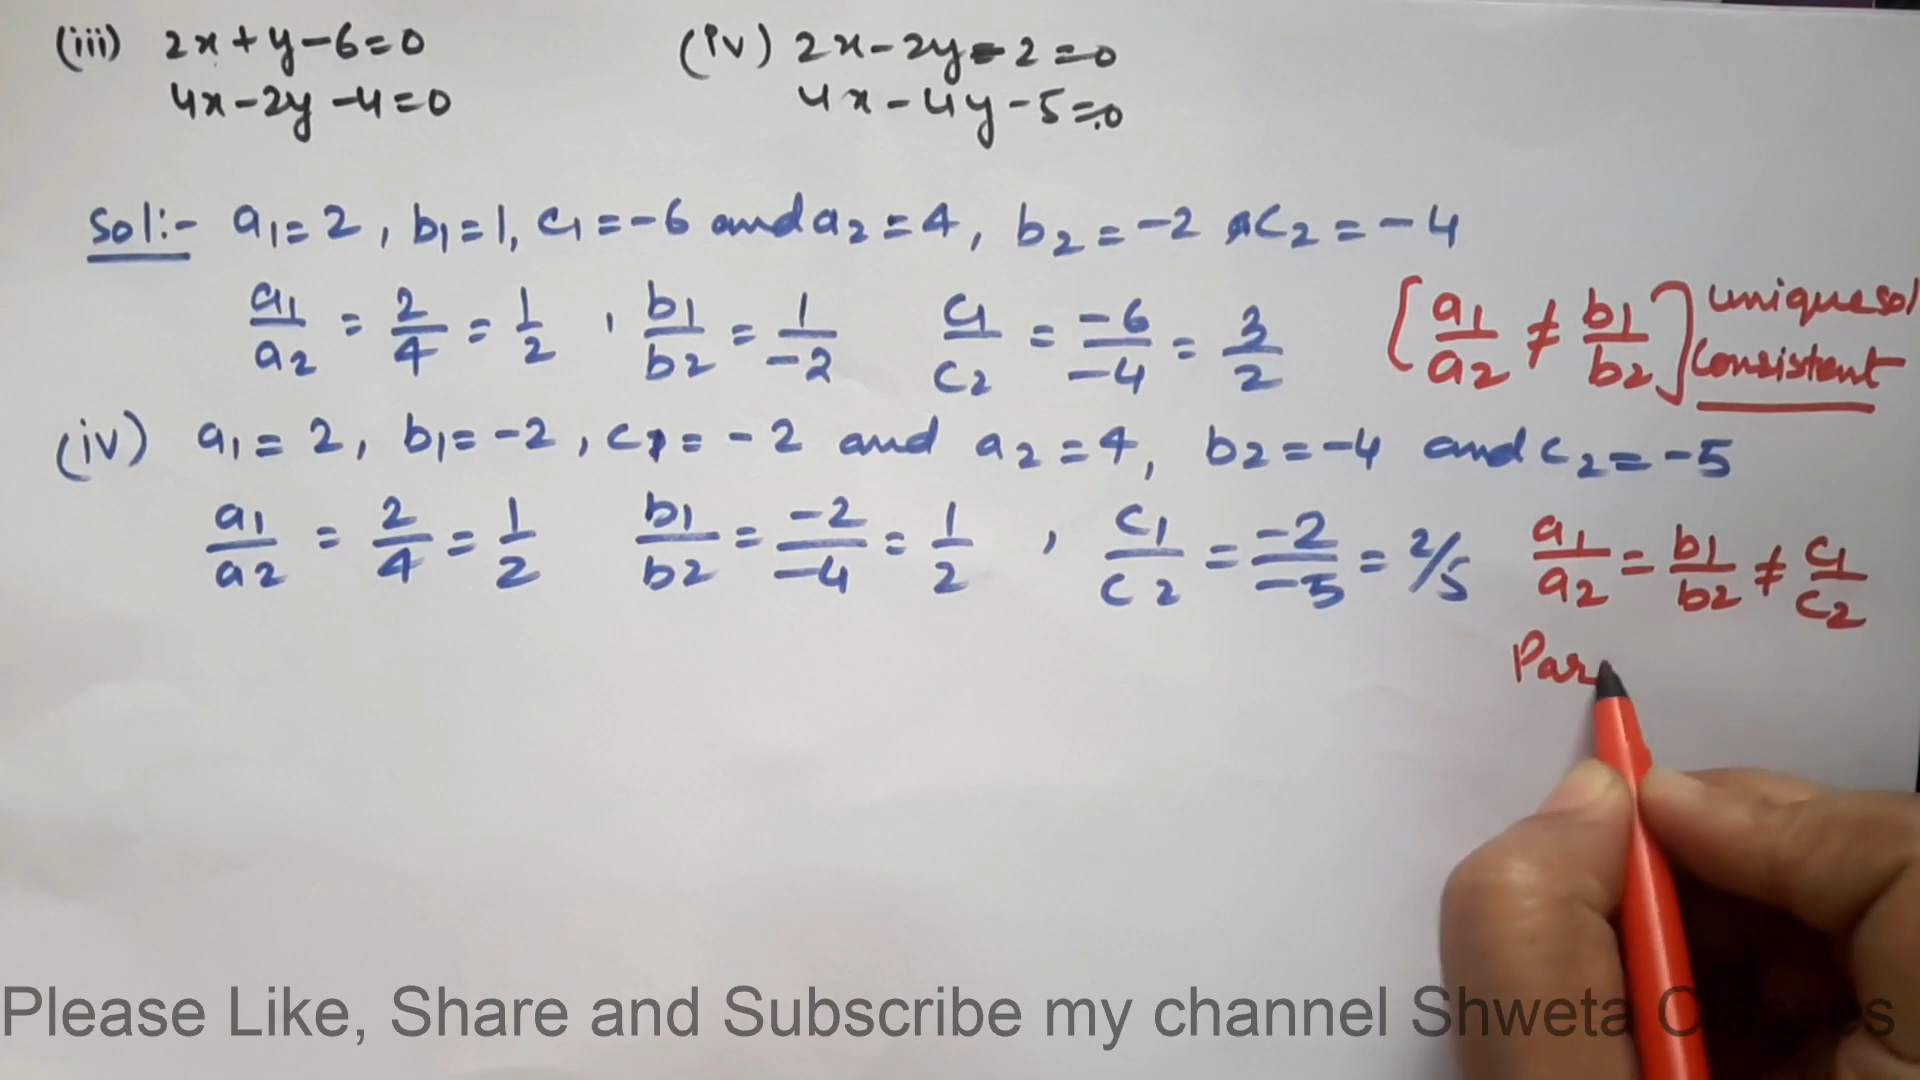 (iii) 2x+y-6=0 (iv) 2x-2y-2=0
4x-2y-4=0 4x-4y-5=0
Sol:- a1=2, b1=1, c1=-6 and a2=4, b2=-2 & c2=-4
a1/a2 = 2/4 = 1/2, b1/b2 = 1/-2 c1/c2 = -6/-4 = 3/2 [a1/a2 ≠ b1/b2] unique sol
consistent
(iv) a1=2, b1=-2, c1=-2 and a2=4, b2=-4 and c2=-5
a1/a2 = 2/4 = 1/2 b1/b2 = -2/-4 = 1/2, c1/c2 = -2/-5 = 2/5 a1/a2 = b1/b2 ≠ c1/c2
Par
Please Like, Share and Subscribe my channel Shweta Classes